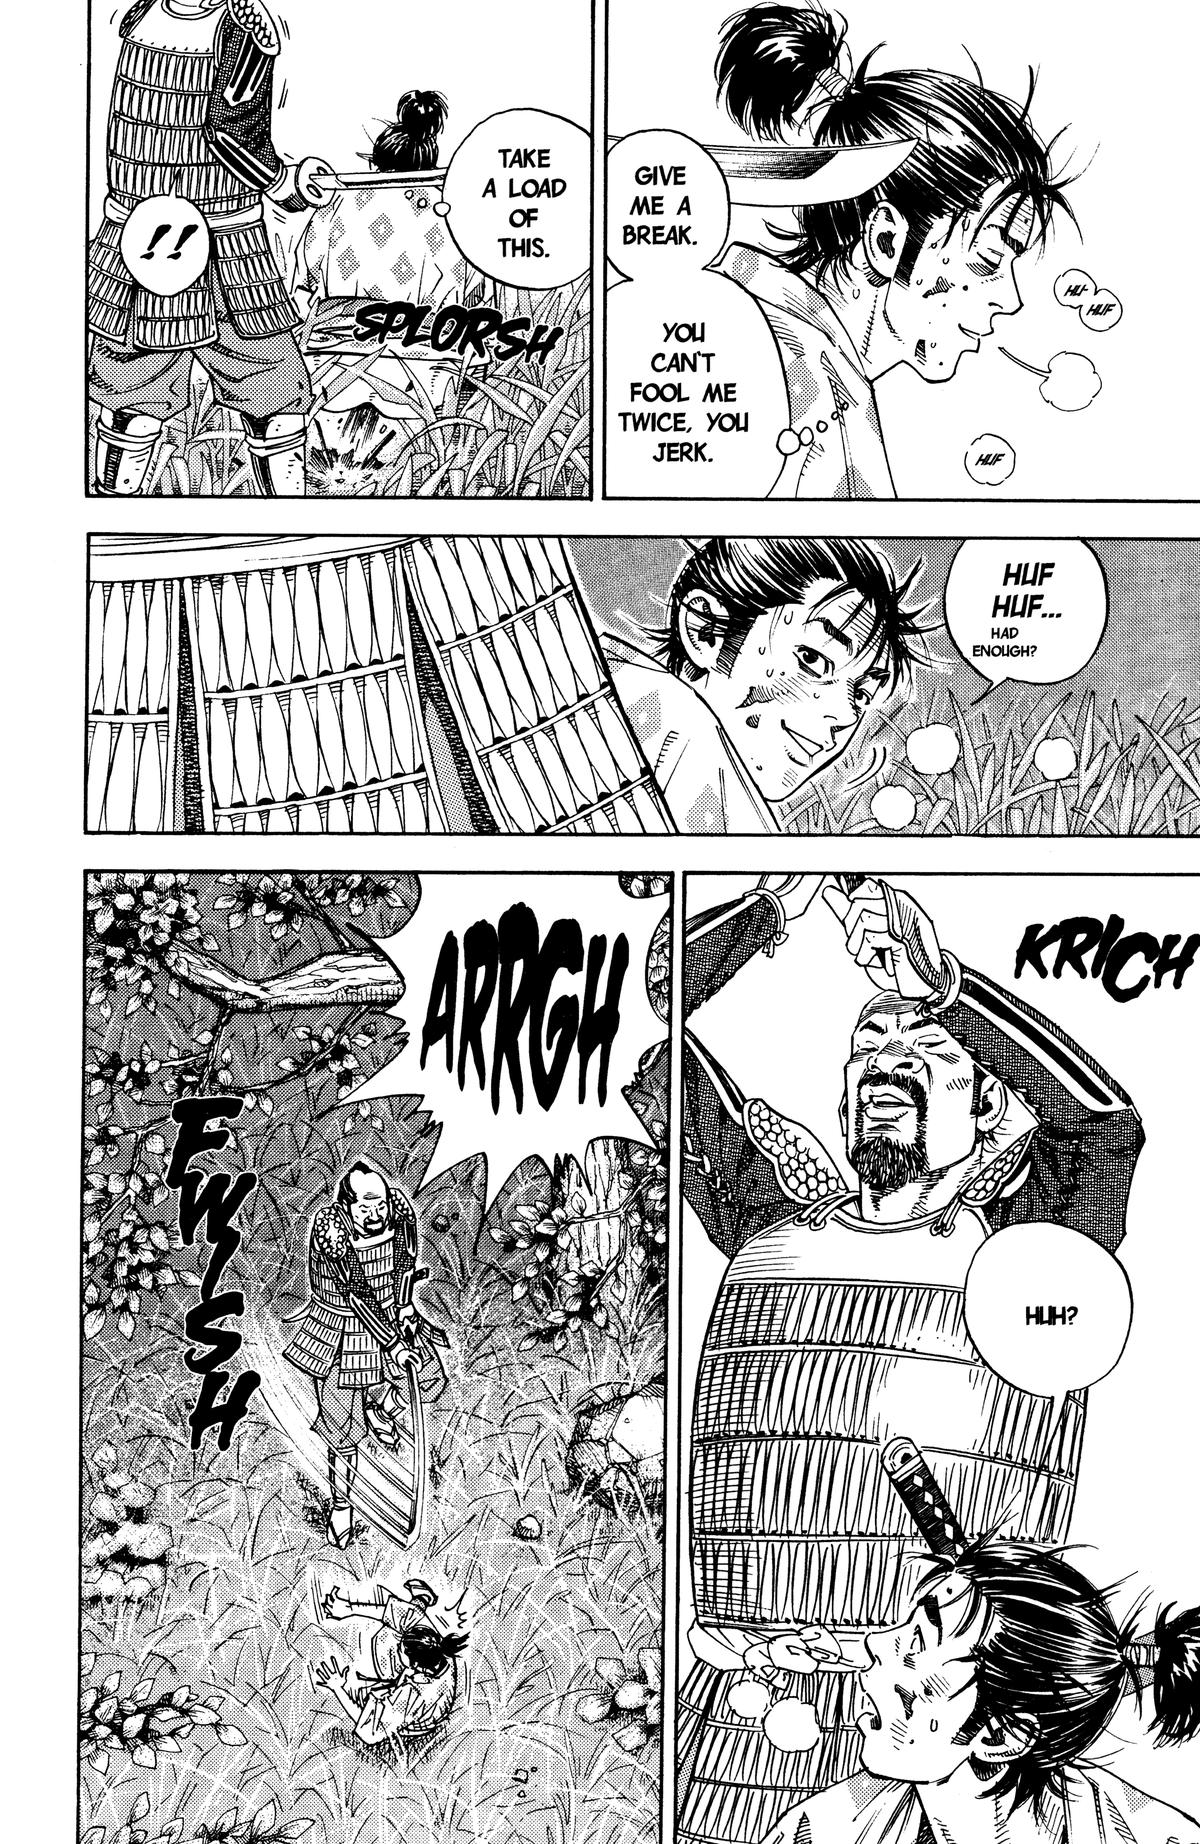 HU-
HUF
GIVE
ME A
BREAK.
YOU
CAN'T
FOOL ME
TWICE, YOU
JERK.
HUF
TAKE
A LOAD
OF
THIS.
!!
SPLORSH
HUF
HUF...
HAD
ENOUGH?
KRICH
HUH?
ARRGH
FWISH